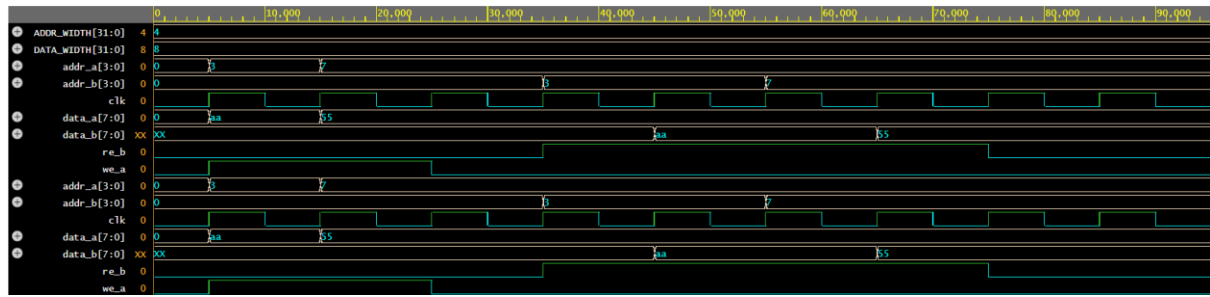 0 10,000 20,000 30,000 40,000 50,000 60,000 70,000 80,000 90,000
ADDR_WIDTH[31:0] 4 4
DATA_WIDTH[31:0] 8 8
addr_a[3:0] 0 0 3 7
addr_b[3:0] 0 0 3 7
clk 0
data_a[7:0] 0 0 aa 55
data_b[7:0] XX XX aa 55
re_b 0
we_a 0
addr_a[3:0] 0 0 3 7
addr_b[3:0] 0 0 3 7
clk 0
data_a[7:0] 0 0 aa 55
data_b[7:0] XX XX aa 55
re_b 0
we_a 0